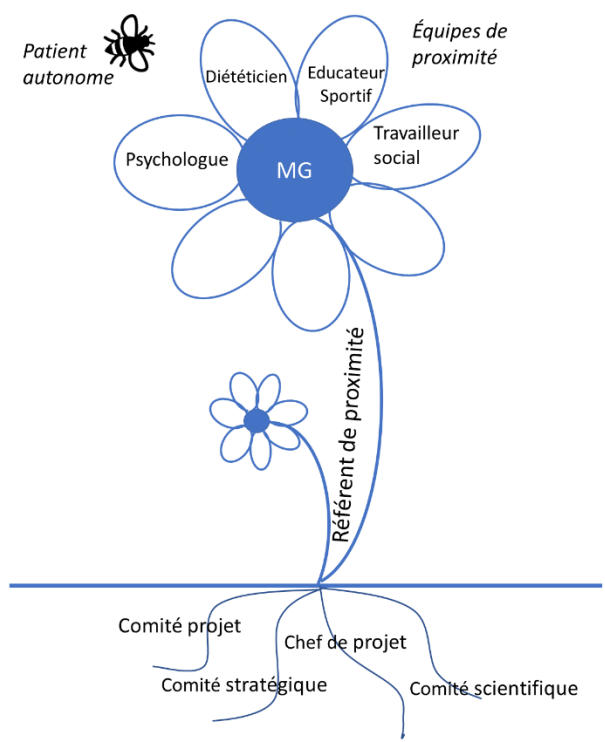 Patient
autonome
Équipes de
proximité
Diététicien
Educateur
Sportif
Psychologue
Travailleur
social
MG
Référent de proximité
Comité projet
Chef de projet
Comité stratégique
Comité scientifique